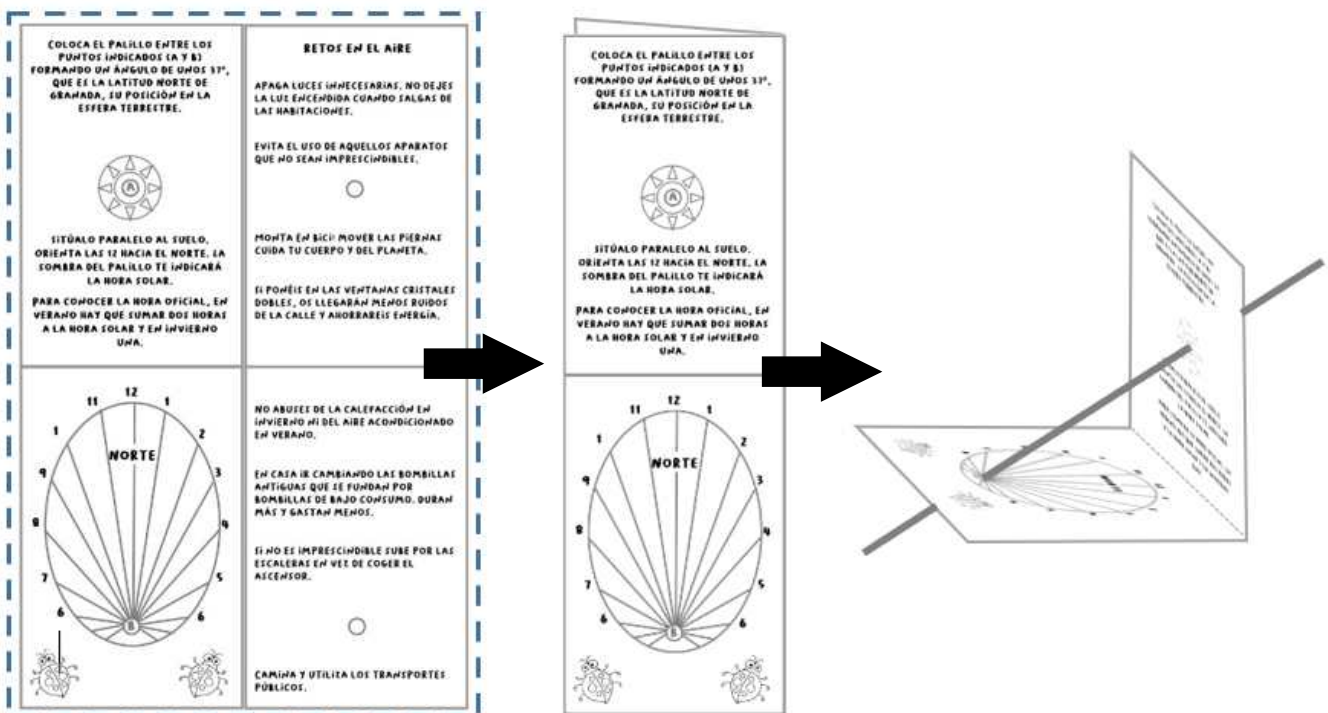 COLOCA EL PALILLO ENTRE LOS
PUNTOS INDICADOS (A Y B)
FORMANDO UN ÁNGULO DE UNOS 37º,
QUE ES LA LATITUD NORTE DE
GRANADA, SU POSICIÓN EN LA
ESFERA TERRESTRE.
A
SITÚALO PARALELO AL SUELO.
ORIENTA LAS 12 HACIA EL NORTE. LA
SOMBRA DEL PALILLO TE INDICARÁ
LA HORA SOLAR.
PARA CONOCER LA HORA OFICIAL, EN
VERANO HAY QUE SUMAR DOS HORAS
A LA HORA SOLAR Y EN INVIERNO
UNA.
RETOS EN EL AIRE
APAGA LUCES INNECESARIAS. NO DEJES
LA LUZ ENCENDIDA CUANDO SALGAS DE
LAS HABITACIONES.
EVITA EL USO DE AQUELLOS APARATOS
QUE NO SEAN IMPRESCINDIBLES.
MONTA EN BICI: MOVER LAS PIERNAS
CUIDA TU CUERPO Y DEL PLANETA.
SI PONÉIS EN LAS VENTANAS CRISTALES
DOBLES, OS LLEGARÁN MENOS RUIDOS
DE LA CALLE Y AHORRAREIS ENERGÍA.
11 12 1
1 2
NORTE
9 3
8 4
7 5
6 6
B
NO ABUSES DE LA CALEFACCIÓN EN
INVIERNO NI DEL AIRE ACONDICIONADO
EN VERANO.
EN CASA IR CAMBIANDO LAS BOMBILLAS
ANTIGUAS QUE SE FUNDAN POR
BOMBILLAS DE BAJO CONSUMO. DURAN
MÁS Y GASTAN MENOS.
SI NO ES IMPRESCINDIBLE SUBE POR LAS
ESCALERAS EN VEZ DE COGER EL
ASCENSOR.
CAMINA Y UTILIZA LOS TRANSPORTES
PÚBLICOS.
COLOCA EL PALILLO ENTRE LOS
PUNTOS INDICADOS (A Y B)
FORMANDO UN ÁNGULO DE UNOS 37º,
QUE ES LA LATITUD NORTE DE
GRANADA, SU POSICIÓN EN LA
ESFERA TERRESTRE.
A
SITÚALO PARALELO AL SUELO.
ORIENTA LAS 12 HACIA EL NORTE. LA
SOMBRA DEL PALILLO TE INDICARÁ
LA HORA SOLAR.
PARA CONOCER LA HORA OFICIAL, EN
VERANO HAY QUE SUMAR DOS HORAS
A LA HORA SOLAR Y EN INVIERNO
UNA.
11 12 1
1 2
NORTE
9 3
8 4
7 5
6 6
B